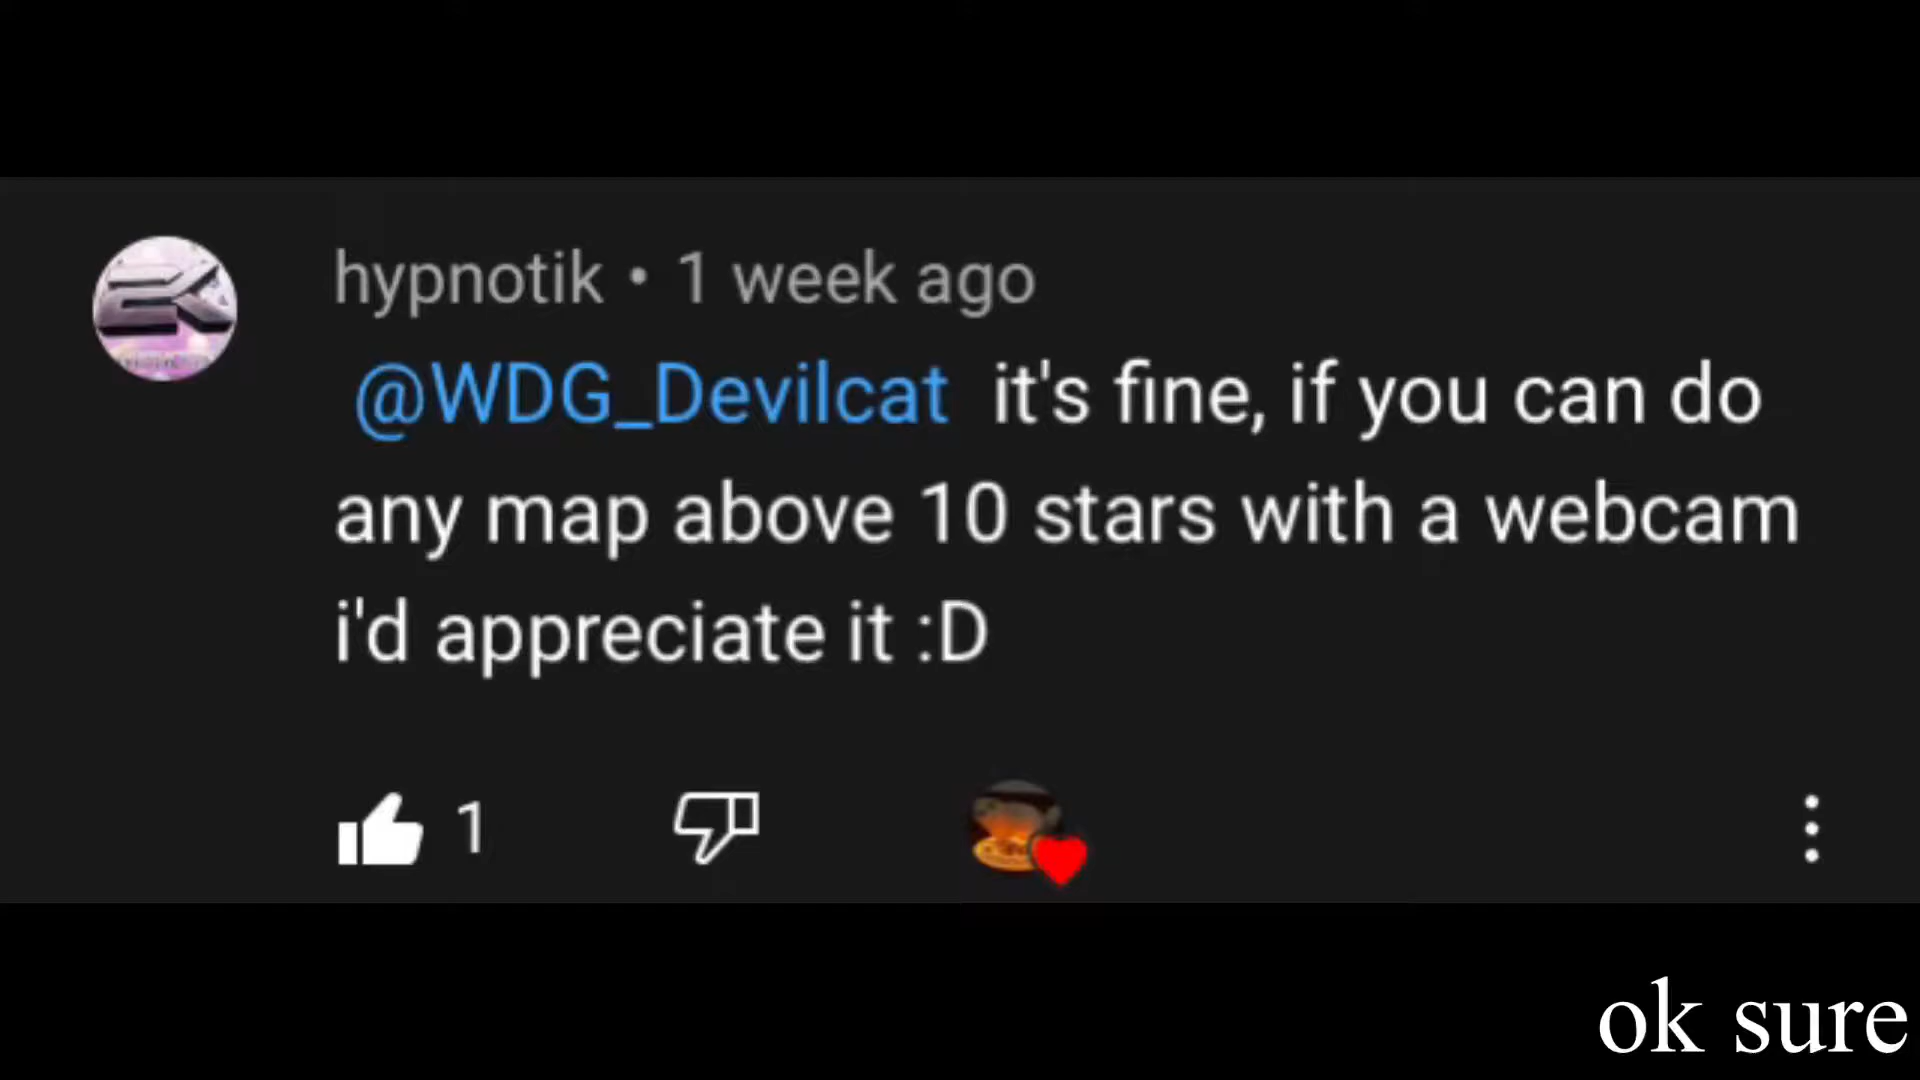 hypnotik • 1 week ago
@WDG_Devilcat it's fine, if you can do
any map above 10 stars with a webcam
i'd appreciate it :D
1
ok sure